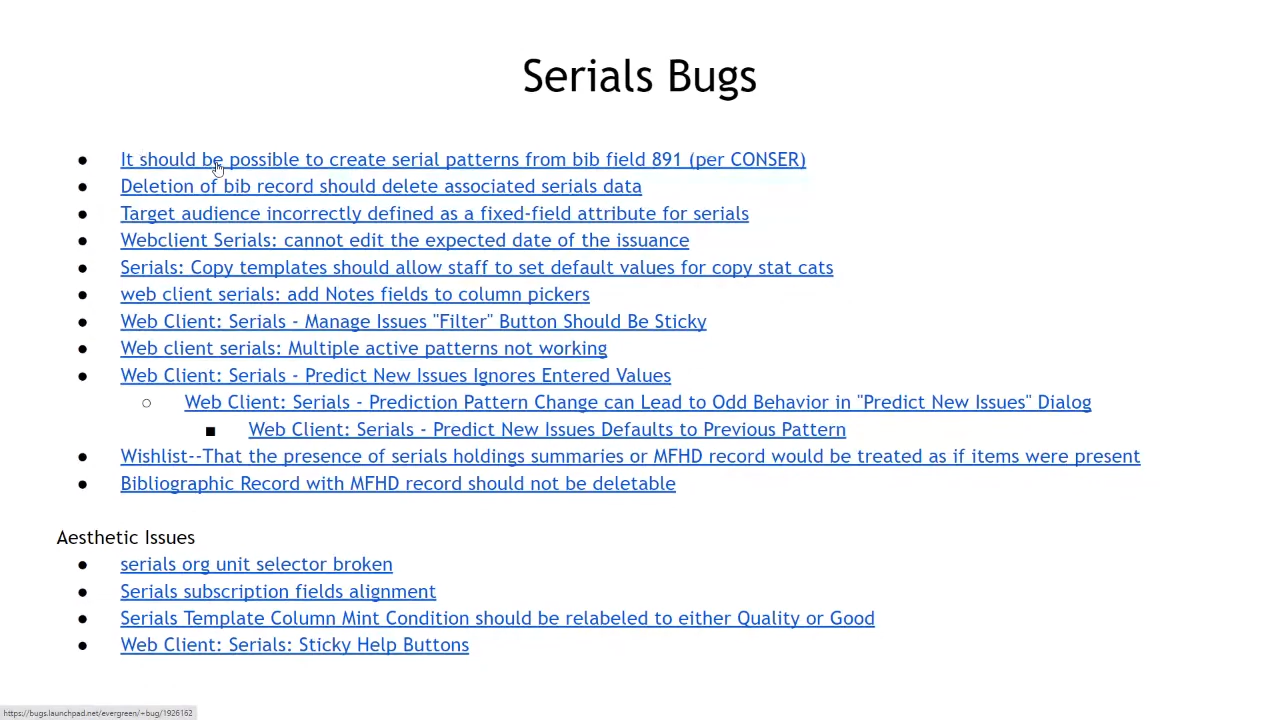 Serials Bugs
● It should be possible to create serial patterns from bib field 891 (per CONSER)
● Deletion of bib record should delete associated serials data
● Target audience incorrectly defined as a fixed-field attribute for serials
● Webclient Serials: cannot edit the expected date of the issuance
● Serials: Copy templates should allow staff to set default values for copy stat cats
● web client serials: add Notes fields to column pickers
● Web Client: Serials - Manage Issues "Filter" Button Should Be Sticky
● Web client serials: Multiple active patterns not working
● Web Client: Serials - Predict New Issues Ignores Entered Values
○ Web Client: Serials - Prediction Pattern Change can Lead to Odd Behavior in "Predict New Issues" Dialog
■ Web Client: Serials - Predict New Issues Defaults to Previous Pattern
● Wishlist--That the presence of serials holdings summaries or MFHD record would be treated as if items were present
● Bibliographic Record with MFHD record should not be deletable
Aesthetic Issues
● serials org unit selector broken
● Serials subscription fields alignment
● Serials Template Column Mint Condition should be relabeled to either Quality or Good
● Web Client: Serials: Sticky Help Buttons
https://bugs.launchpad.net/evergreen/+bug/1926162